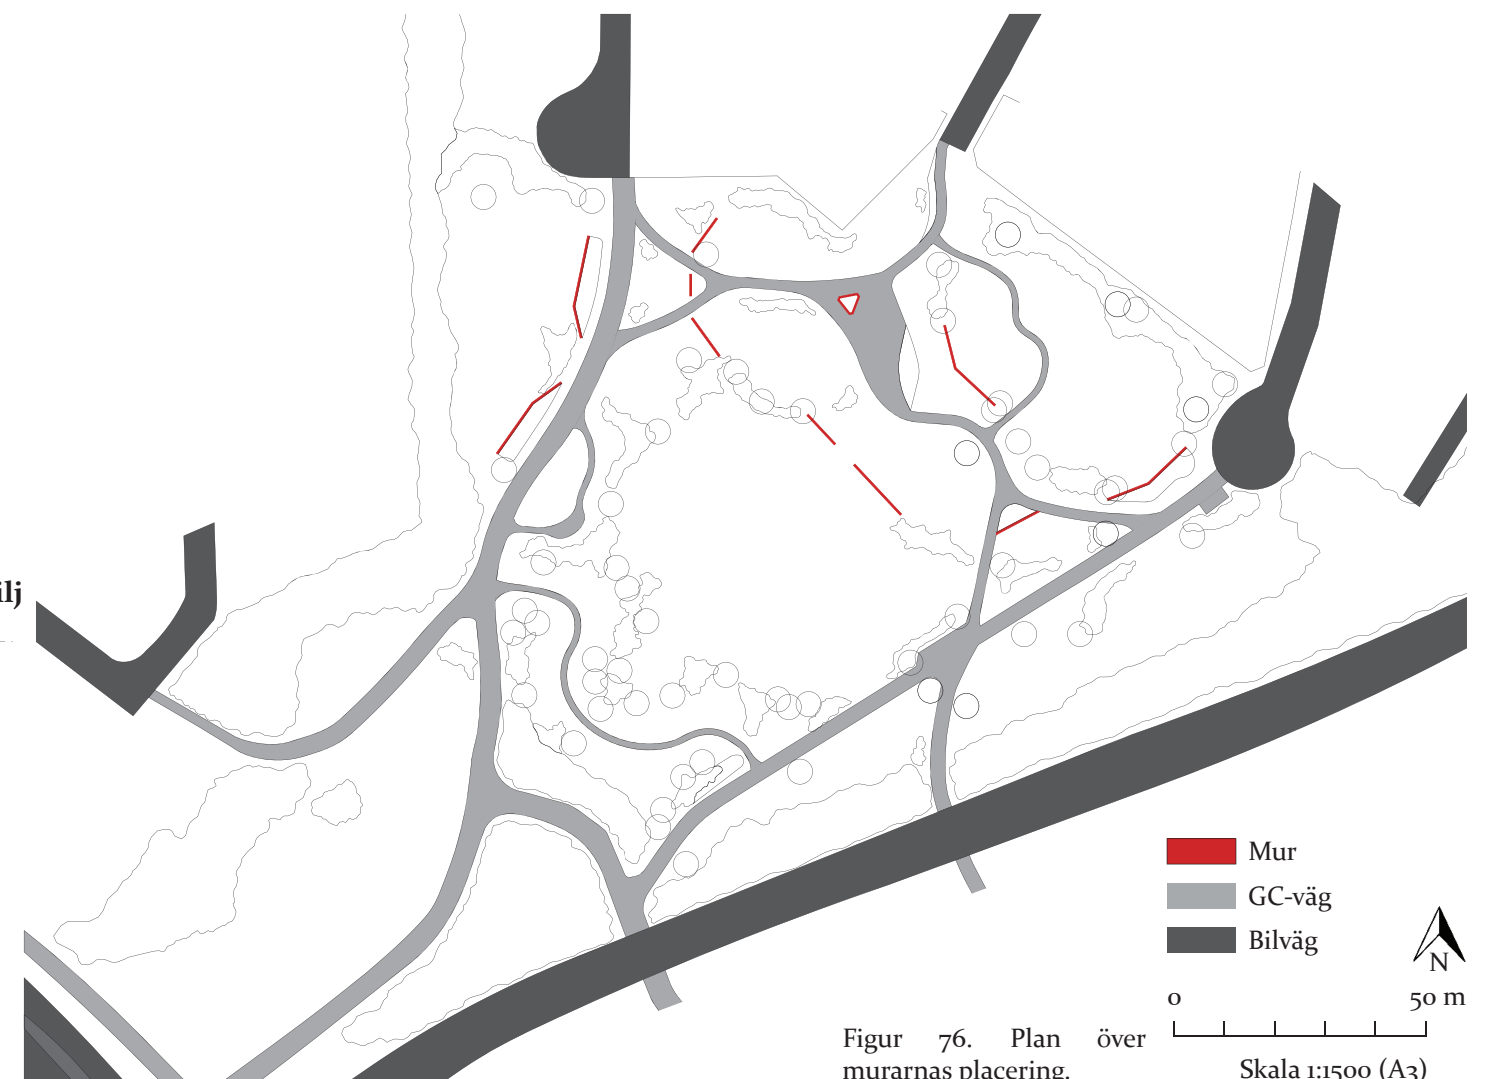 ilj
Mur
GC-väg
Bilväg
N
0 50 m
Skala 1:1500 (A3)
Figur 76. Plan över
murarnas placering.